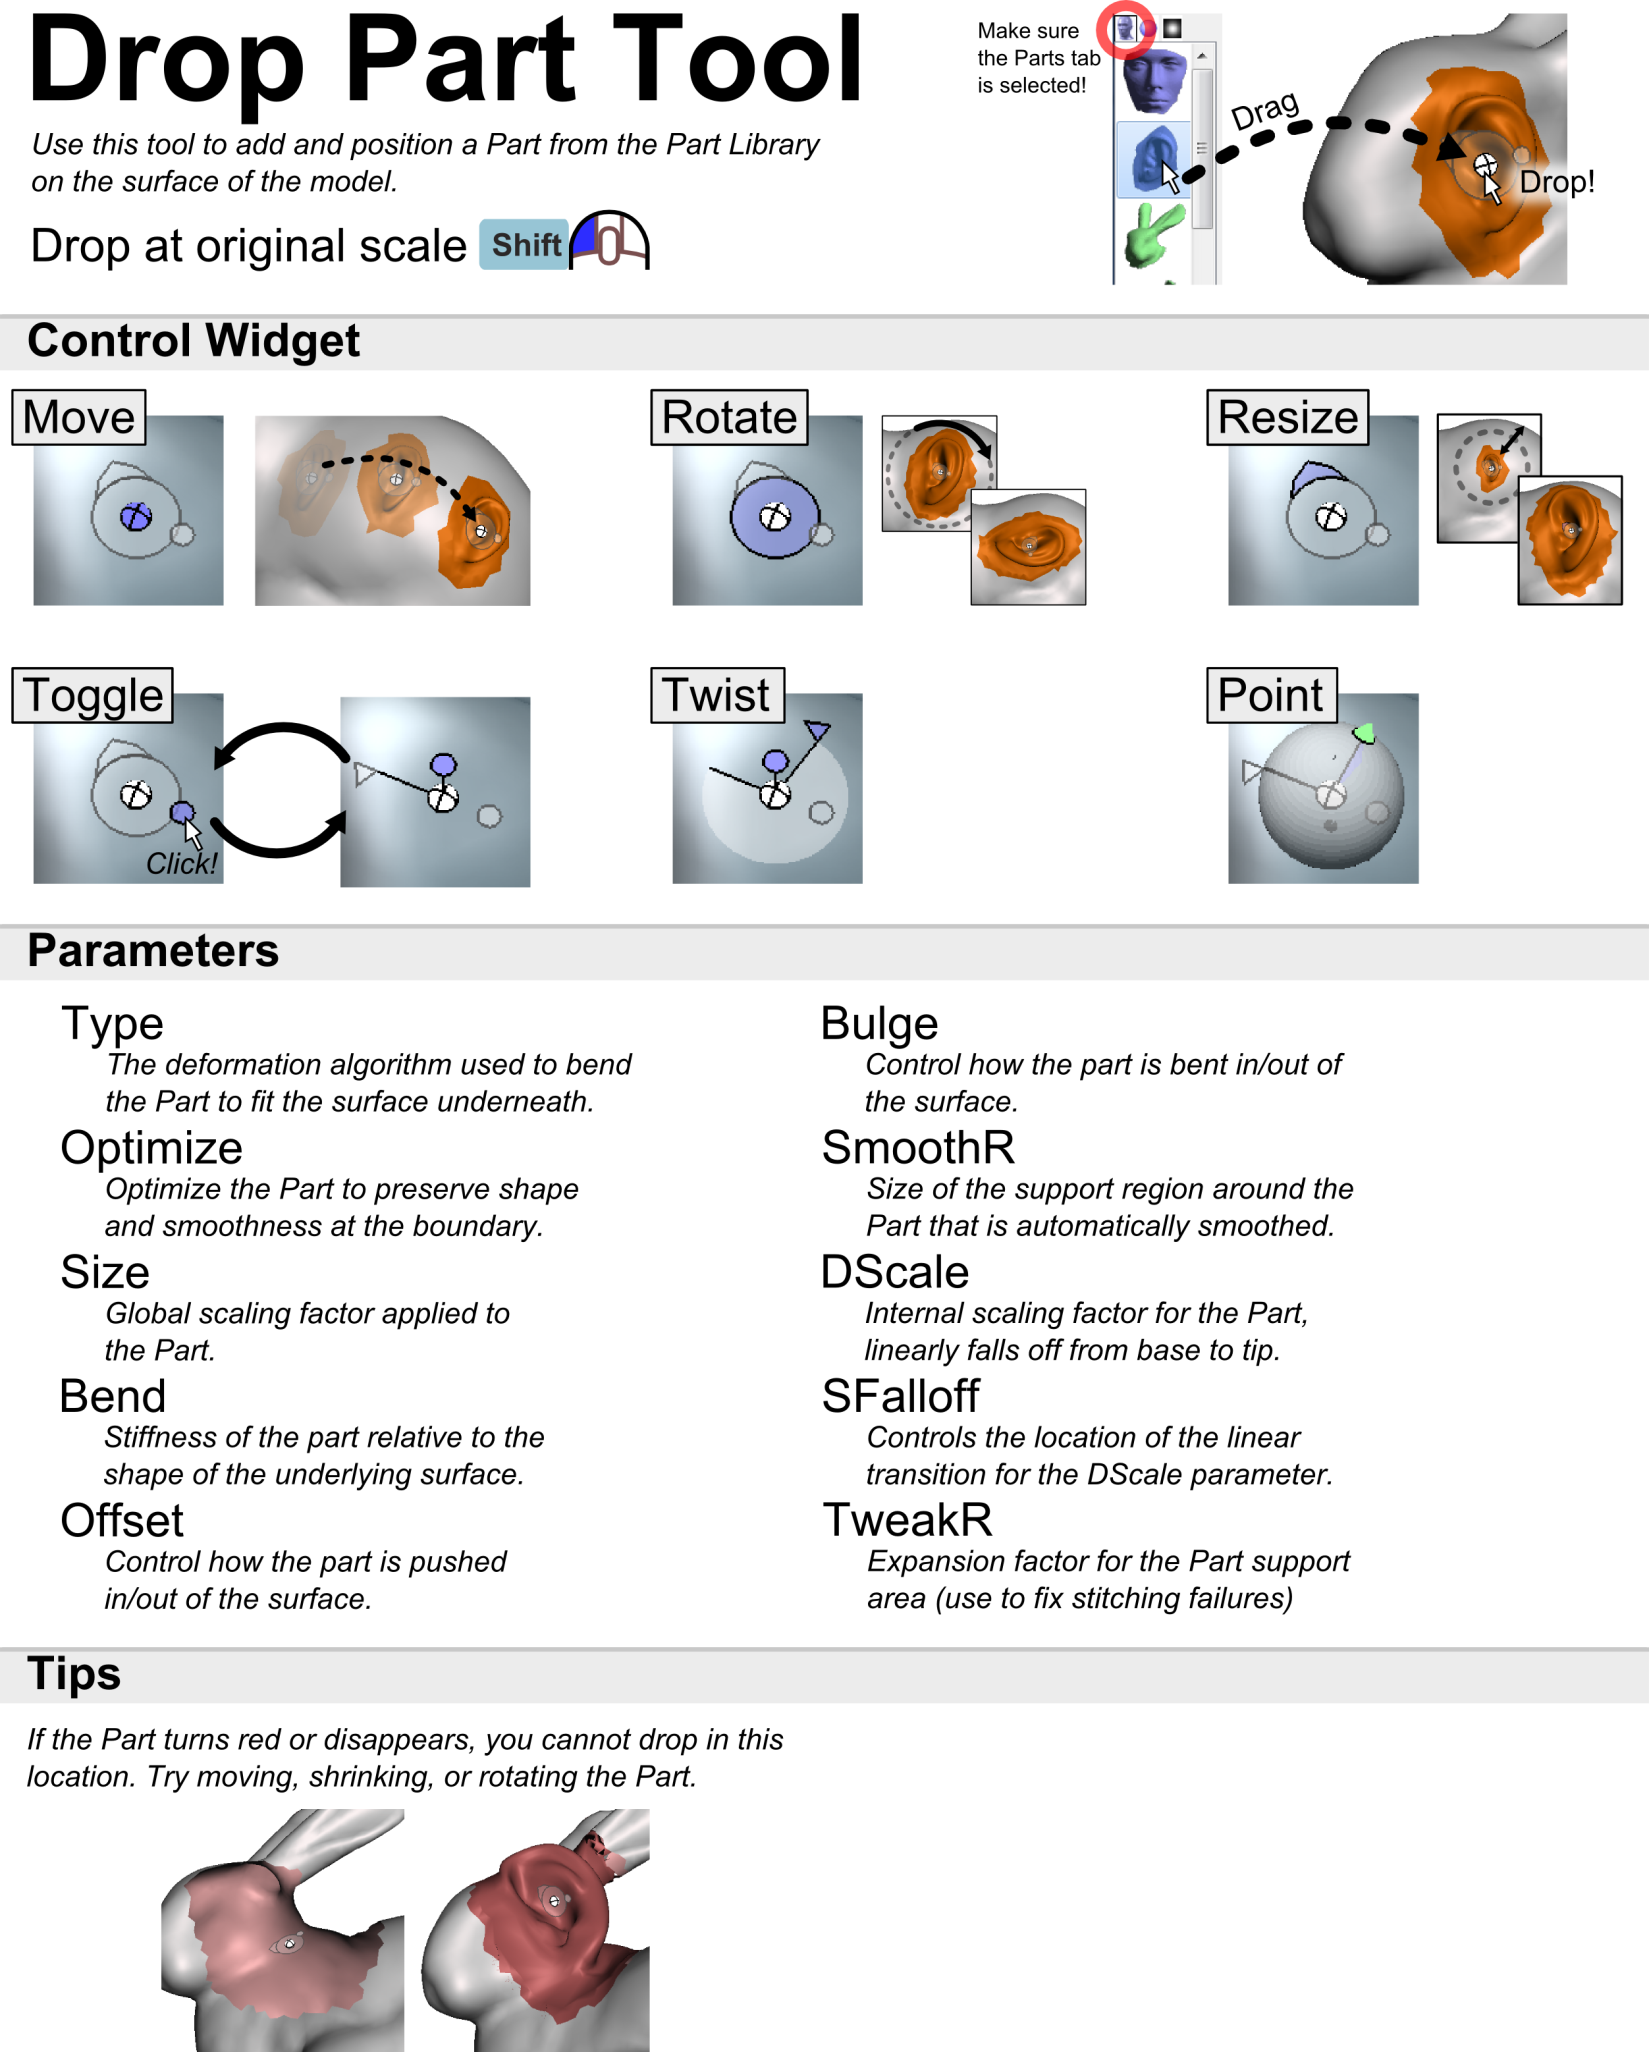 Drop Part Tool
Use this tool to add and position a Part from the Part Library
on the surface of the model.
Drop at original scale Shift
Make sure
the Parts tab
is selected!
Drag
Drop!
Control Widget
Move
Rotate
Resize
Toggle
Click!
Twist
Point
Parameters
Type
The deformation algorithm used to bend
the Part to fit the surface underneath.
Optimize
Optimize the Part to preserve shape
and smoothness at the boundary.
Size
Global scaling factor applied to
the Part.
Bend
Stiffness of the part relative to the
shape of the underlying surface.
Offset
Control how the part is pushed
in/out of the surface.
Bulge
Control how the part is bent in/out of
the surface.
SmoothR
Size of the support region around the
Part that is automatically smoothed.
DScale
Internal scaling factor for the Part,
linearly falls off from base to tip.
SFalloff
Controls the location of the linear
transition for the DScale parameter.
TweakR
Expansion factor for the Part support
area (use to fix stitching failures)
Tips
If the Part turns red or disappears, you cannot drop in this
location. Try moving, shrinking, or rotating the Part.